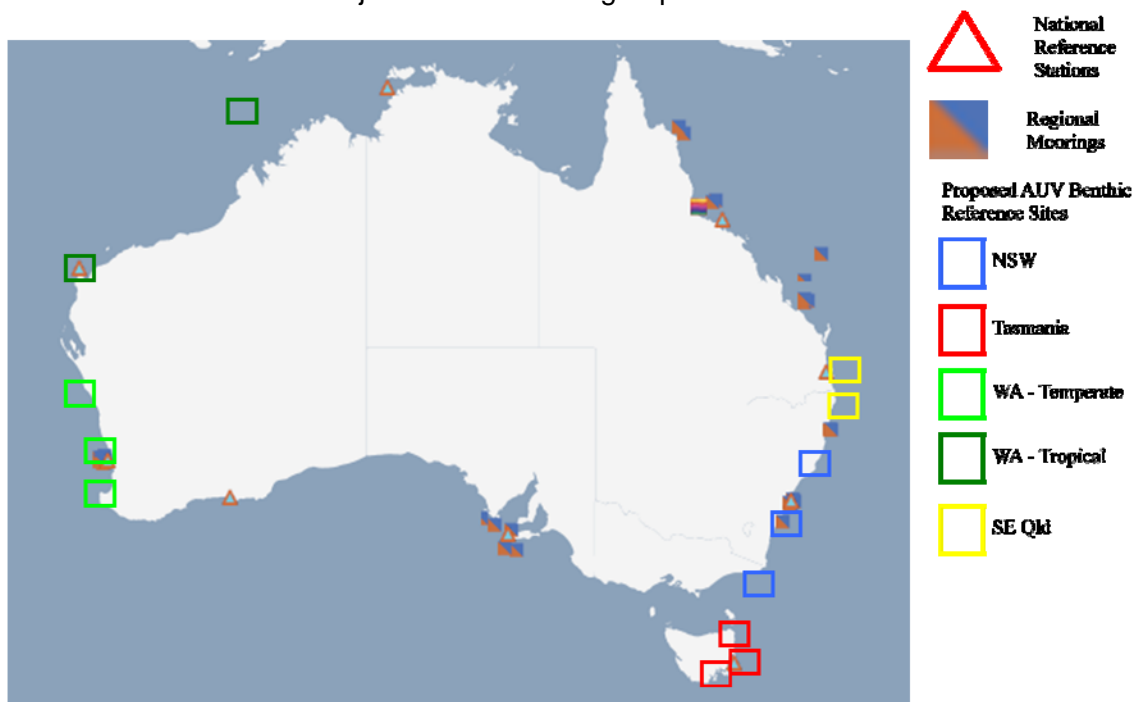 National
Reference
Stations
Regional
Moorings
Proposed AUV Benthic
Reference Sites
NSW
Tasmania
WA - Temperate
WA - Tropical
SE Qld